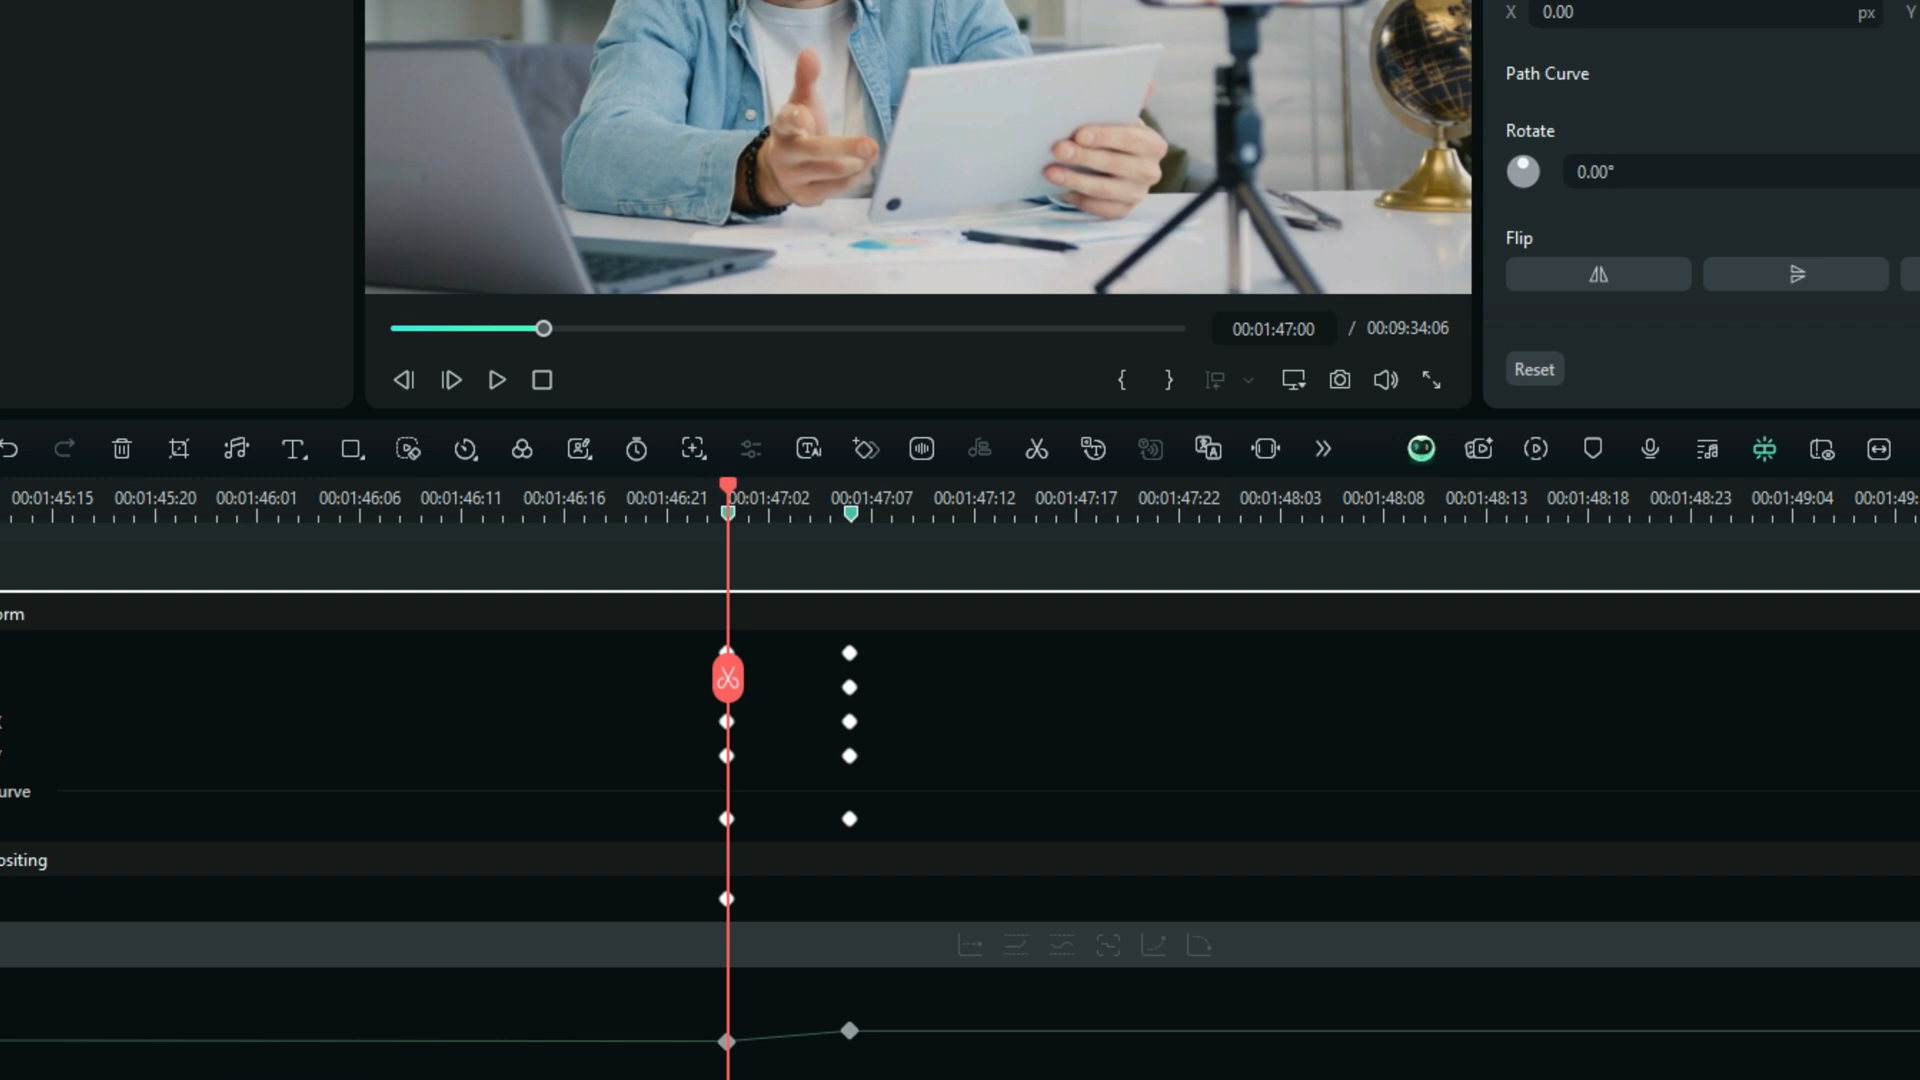 X 0.00 px Y
Path Curve
Rotate
0.00°
Flip
00:01:47:00 / 00:09:34:06
Reset
00:01:45:15 00:01:45:20 00:01:46:01 00:01:46:06 00:01:46:11 00:01:46:16 00:01:46:21 00:01:47:02 00:01:47:07 00:01:47:12 00:01:47:17 00:01:47:22 00:01:48:03 00:01:48:08 00:01:48:13 00:01:48:18 00:01:48:23 00:01:49:04 00:01:49:
orm
urve
ositing